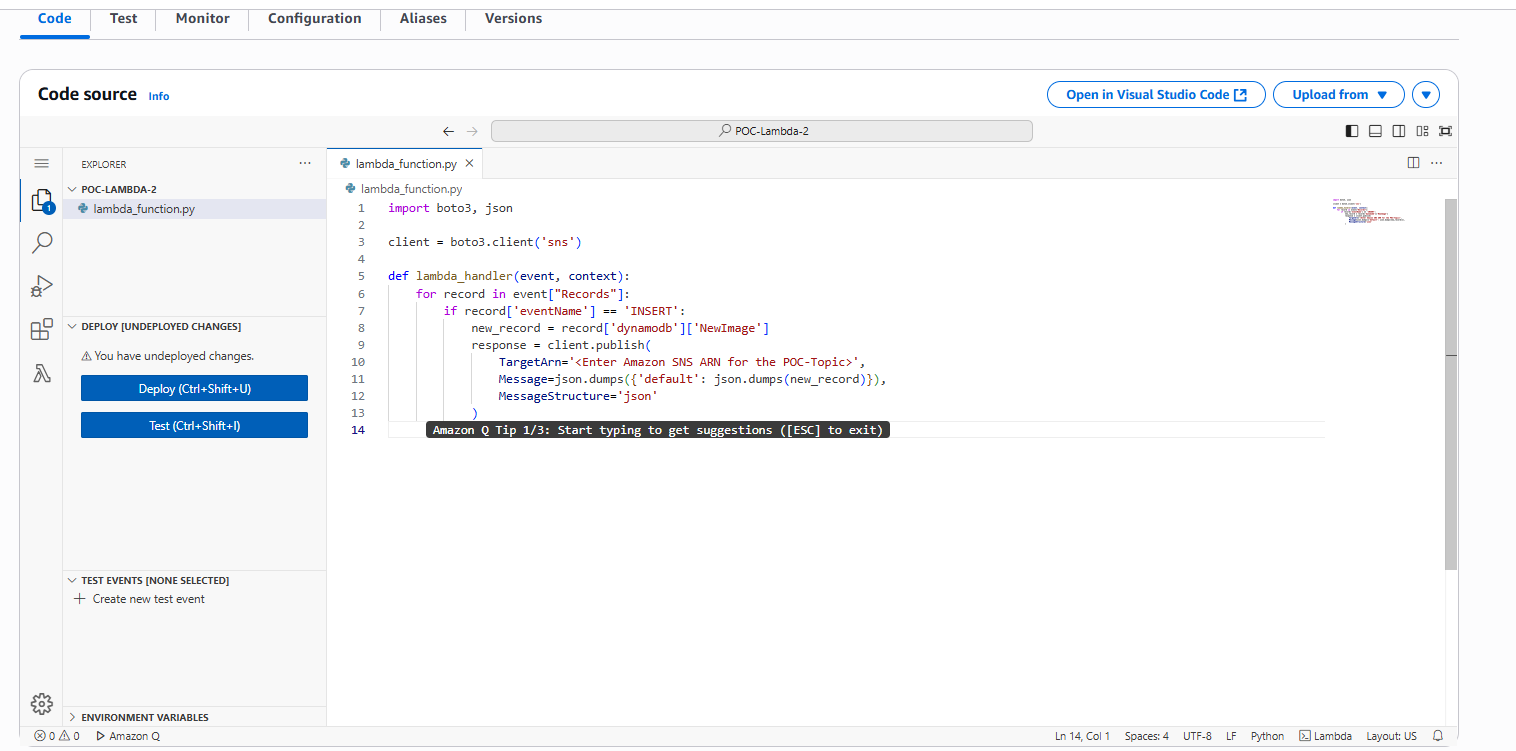 Code Test Monitor Configuration Aliases Versions
Code source Info
Open in Visual Studio Code Upload from
POC-Lambda-2
EXPLORER
POC-LAMBDA-2
lambda_function.py
1
DEPLOY [UNDEPLOYED CHANGES]
You have undeployed changes.
Deploy (Ctrl+Shift+U)
Test (Ctrl+Shift+I)
TEST EVENTS [NONE SELECTED]
Create new test event
ENVIRONMENT VARIABLES
lambda_function.py
lambda_function.py
1 import boto3, json
2
3 client = boto3.client('sns')
4
5 def lambda_handler(event, context):
6 for record in event["Records"]:
7 if record['eventName'] == 'INSERT':
8 new_record = record['dynamodb']['NewImage']
9 response = client.publish(
10 TargetArn='<Enter Amazon SNS ARN for the POC-Topic>',
11 Message=json.dumps({'default': json.dumps(new_record)}),
12 MessageStructure='json'
13 )
14 Amazon Q Tip 1/3: Start typing to get suggestions ([ESC] to exit)
0 0 Amazon Q Ln 14, Col 1 Spaces: 4 UTF-8 LF Python Lambda Layout: US